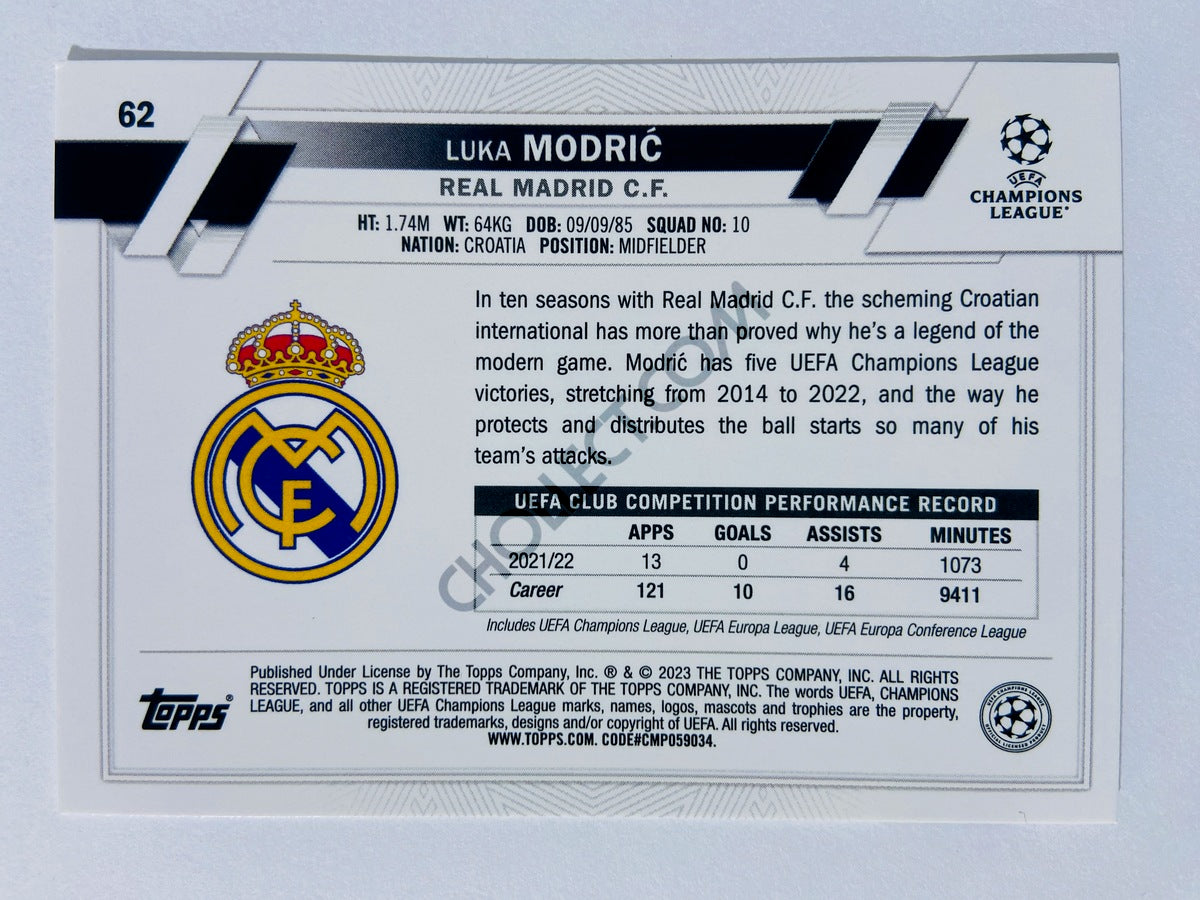 62
LUKA MODRIĆ
REAL MADRID C.F.
HT: 1.74M WT: 64KG DOB: 09/09/85 SQUAD NO: 10
NATION: CROATIA POSITION: MIDFIELDER
UEFA
CHAMPIONS
LEAGUE®
In ten seasons with Real Madrid C.F. the scheming Croatian
international has more than proved why he's a legend of the
modern game. Modrić has five UEFA Champions League
victories, stretching from 2014 to 2022, and the way he
protects and distributes the ball starts so many of his
team's attacks.
UEFA CLUB COMPETITION PERFORMANCE RECORD
APPS GOALS ASSISTS MINUTES
2021/22 13 0 4 1073
Career 121 10 16 9411
Includes UEFA Champions League, UEFA Europa League, UEFA Europa Conference League
Published Under License by The Topps Company, Inc. ® & © 2023 THE TOPPS COMPANY, INC. ALL RIGHTS
RESERVED. TOPPS IS A REGISTERED TRADEMARK OF THE TOPPS COMPANY, INC. The words UEFA, CHAMPIONS
LEAGUE, and all other UEFA Champions League marks, names, logos, mascots and trophies are the property,
registered trademarks, designs and/or copyright of UEFA. All rights reserved.
WWW.TOPPS.COM. CODE#CMP059034.
Topps®
UEFA CHAMPIONS LEAGUE
OFFICIAL LICENSED PRODUCT
CHOLLECT.COM